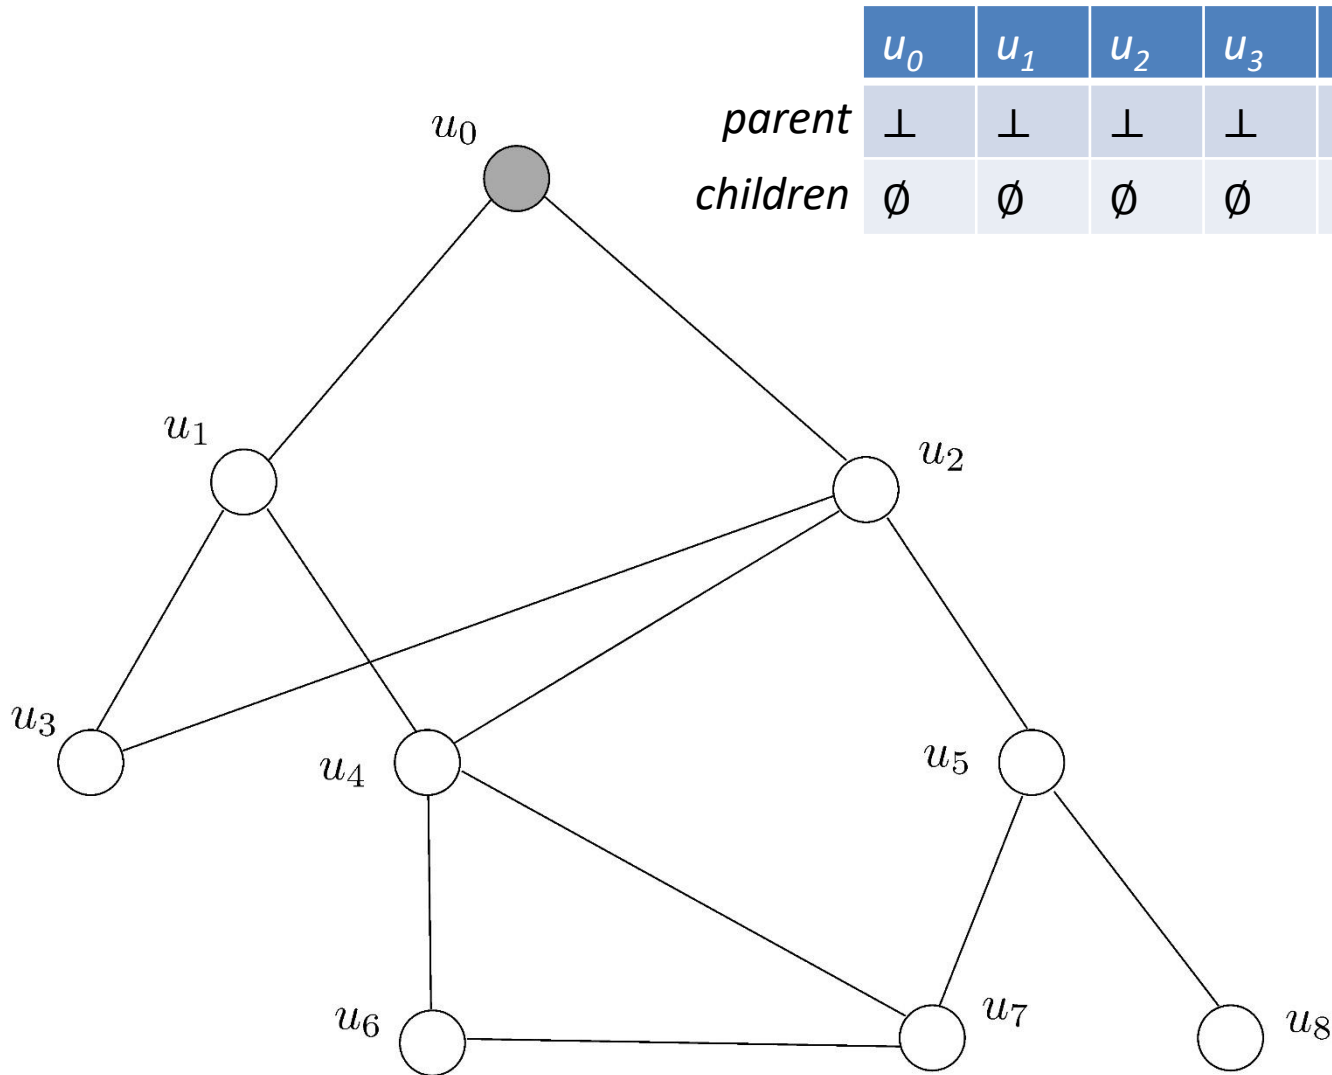 u₀ u₁ u₂ u₃
parent ⊥ ⊥ ⊥ ⊥
children ∅ ∅ ∅ ∅
u₀
u₁
u₂
u₃
u₄
u₅
u₆
u₇
u₈